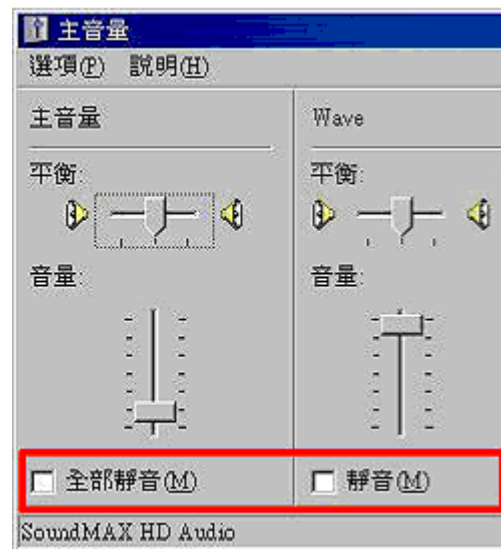 主音量
選項(P) 說明(H)
主音量 Wave
平衡: 平衡:
音量: 音量:
全部靜音(M) 靜音(M)
SoundMAX HD Audio